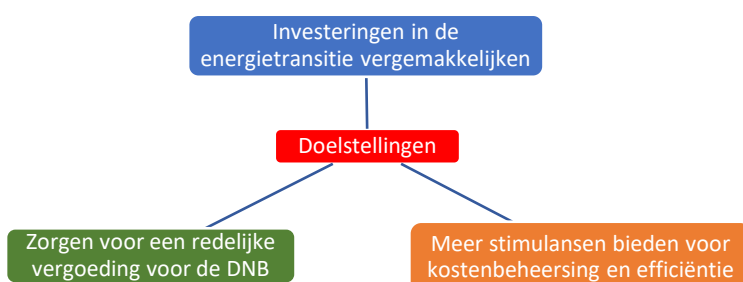 Investeringen in de
energietransitie vergemakkelijken
Doelstellingen
Zorgen voor een redelijke
vergoeding voor de DNB
Meer stimulansen bieden voor
kostenbeheersing en efficiëntie